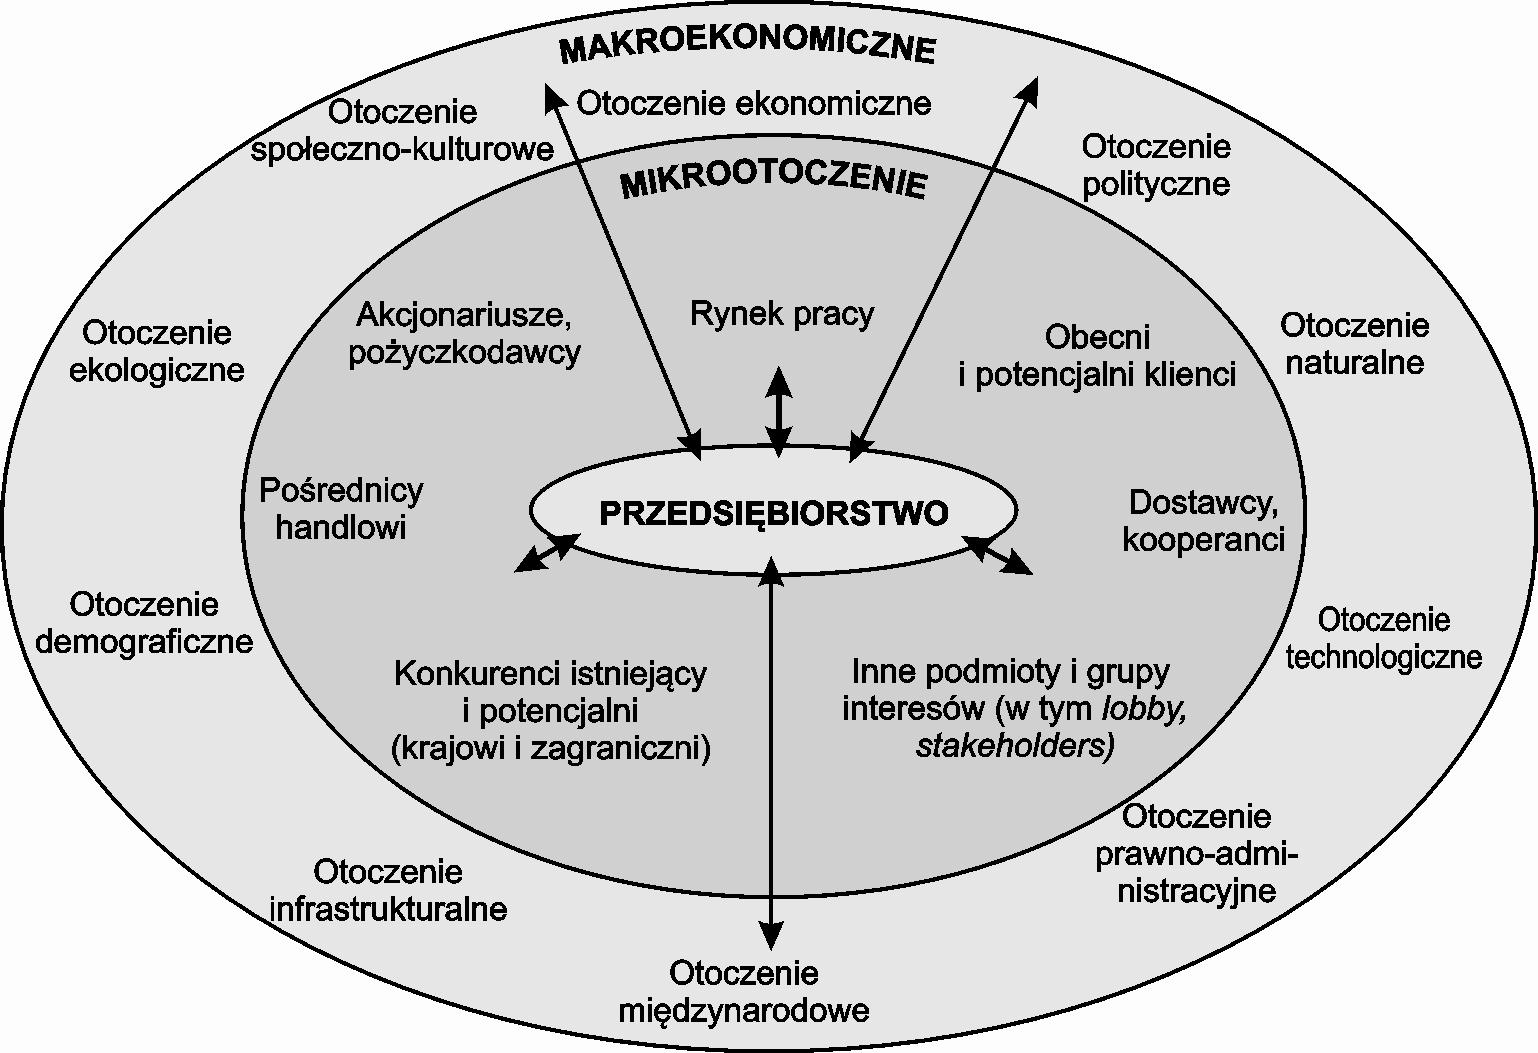 MAKROEKONOMICZNE
Otoczenie ekonomiczne
Otoczenie
społeczno-kulturowe
Otoczenie
polityczne
MIKROOTOCZENIE
Akcjonariusze,
pożyczkodawcy
Rynek pracy
Obecni
i potencjalni klienci
Otoczenie
ekologiczne
Otoczenie
naturalne
Pośrednicy
handlowi
PRZEDSIĘBIORSTWO
Dostawcy,
kooperanci
Otoczenie
demograficzne
Otoczenie
technologiczne
Konkurenci istniejący
i potencjalni
(krajowi i zagraniczni)
Inne podmioty i grupy
interesów (w tym lobby,
stakeholders)
Otoczenie
infrastrukturalne
Otoczenie
prawno-admi-
nistracyjne
Otoczenie
międzynarodowe